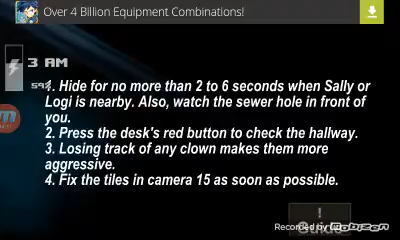 Over 4 Billion Equipment Combinations!
3 AM
59%
1. Hide for no more than 2 to 6 seconds when Sally or
Logi is nearby. Also, watch the sewer hole in front of
you.
2. Press the desk's red button to check the hallway.
3. Losing track of any clown makes them more
aggressive.
4. Fix the tiles in camera 15 as soon as possible.
Recorded by
mobizen